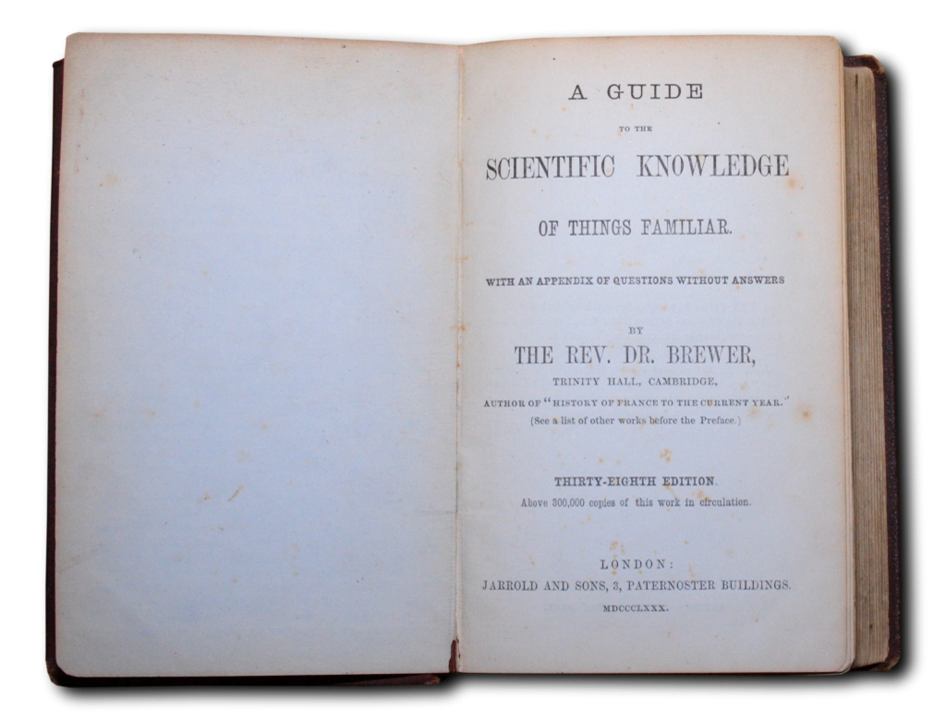 A GUIDE
TO THE
SCIENTIFIC KNOWLEDGE
OF THINGS FAMILIAR.
WITH AN APPENDIX OF QUESTIONS WITHOUT ANSWERS
BY
THE REV. DR. BREWER,
TRINITY HALL, CAMBRIDGE,
AUTHOR OF "HISTORY OF FRANCE TO THE CURRENT YEAR."
(See a list of other works before the Preface.)
THIRTY-EIGHTH EDITION.
Above 300,000 copies of this work in circulation.
LONDON:
JARROLD AND SONS, 3, PATERNOSTER BUILDINGS.
MDCCCLXXX.